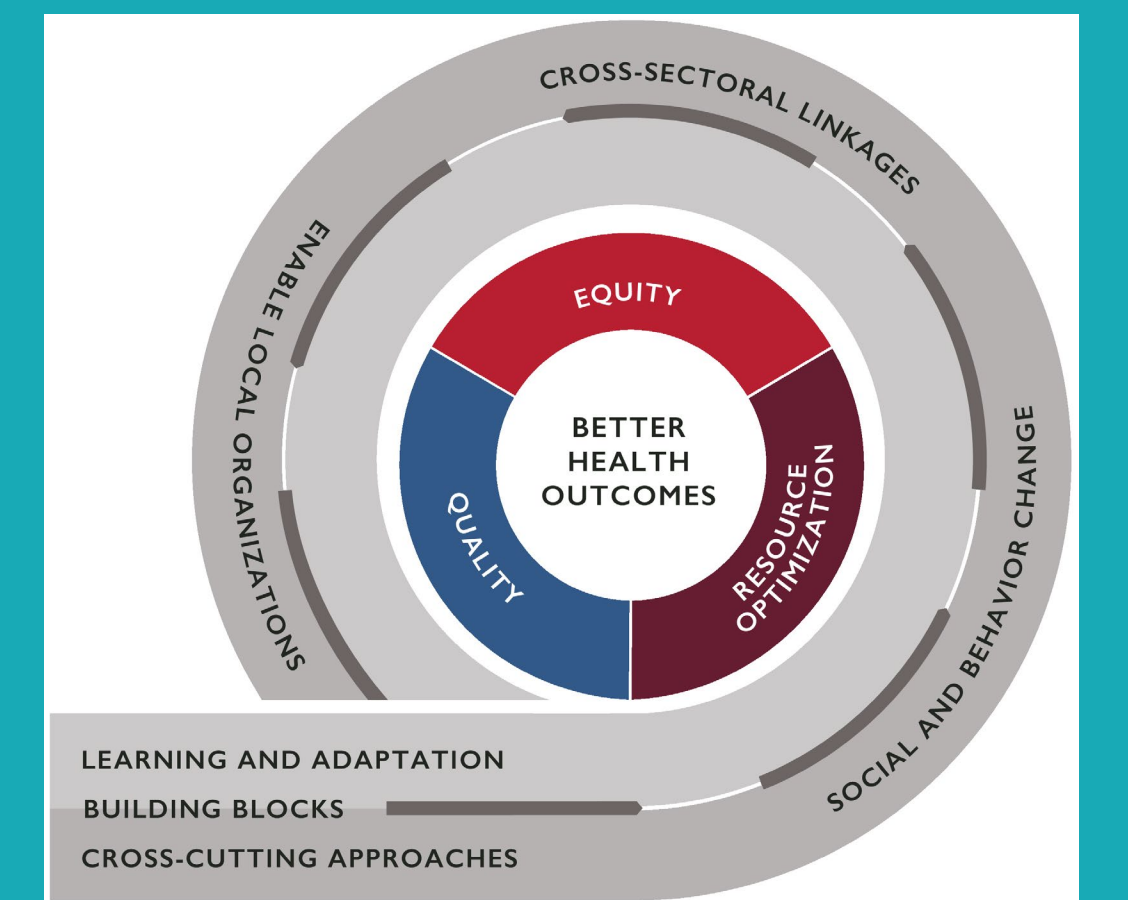 CROSS-SECTORAL LINKAGES
ENABLE LOCAL ORGANIZATIONS
EQUITY
BETTER
HEALTH
OUTCOMES
QUALITY
RESOURCE
OPTIMIZATION
SOCIAL AND BEHAVIOR CHANGE
LEARNING AND ADAPTATION
BUILDING BLOCKS
CROSS-CUTTING APPROACHES